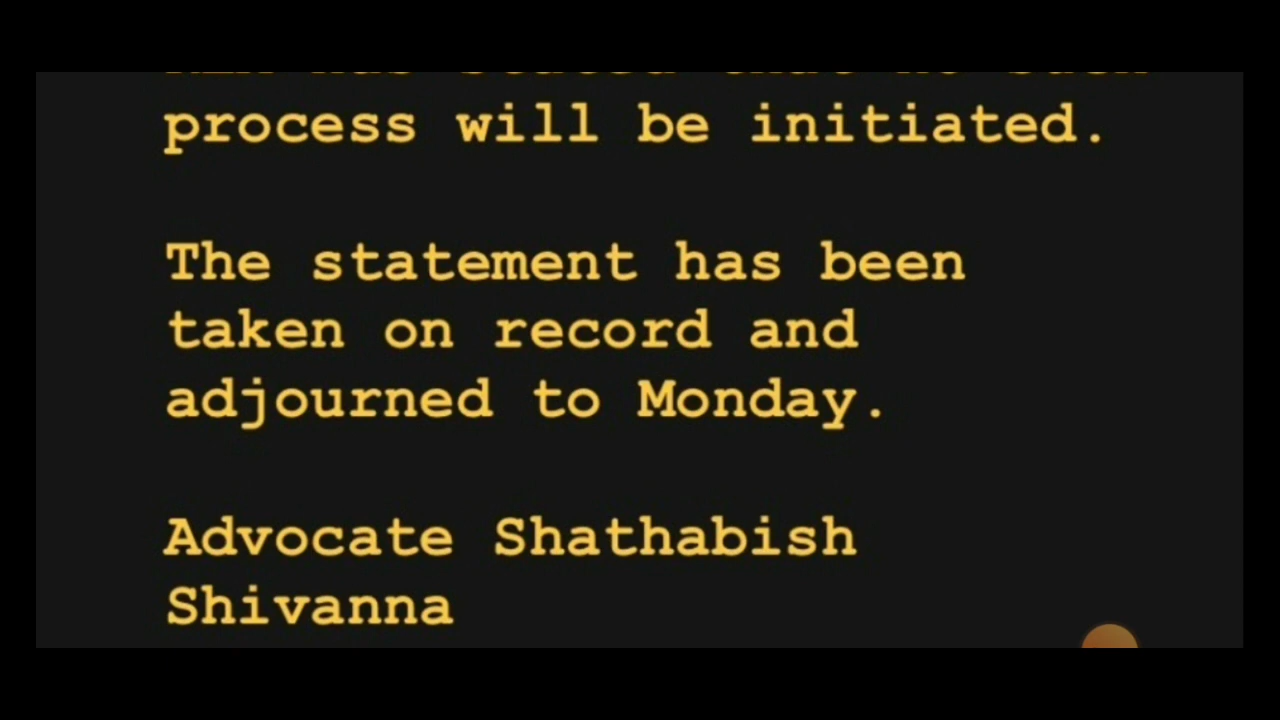 process will be initiated.
The statement has been
taken on record and
adjourned to Monday.
Advocate Shathabish
Shivanna